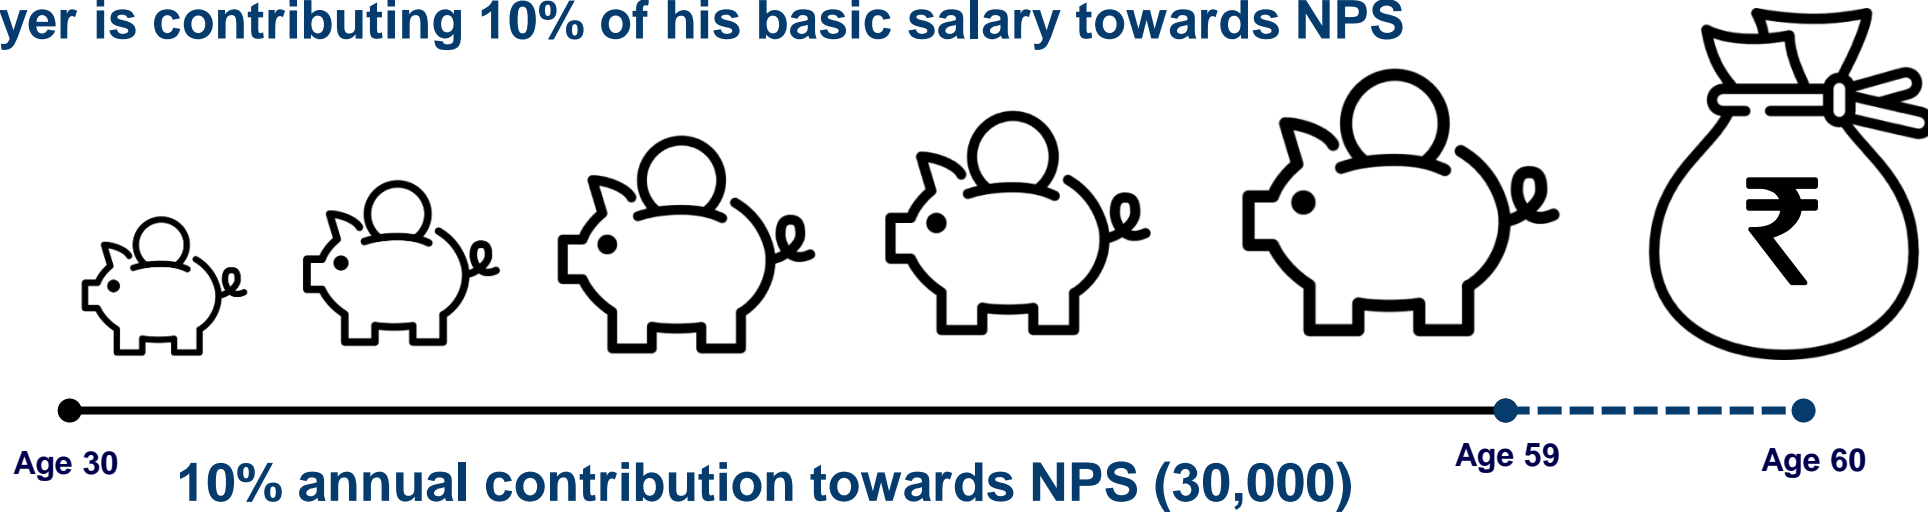 yer is contributing 10% of his basic salary towards NPS
₹
Age 30
10% annual contribution towards NPS (30,000)
Age 59
Age 60